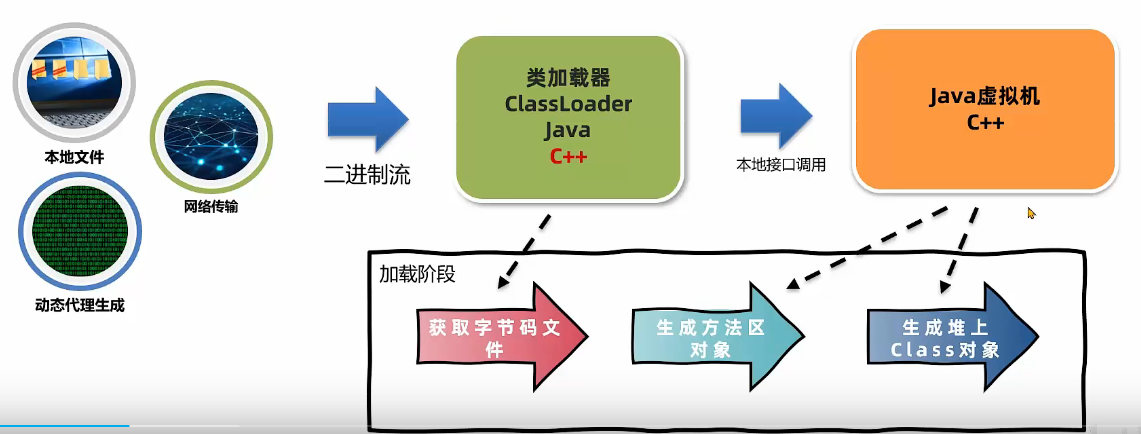 本地文件
网络传输
动态代理生成
二进制流
类加载器
ClassLoader
Java
C++
本地接口调用
Java虚拟机
C++
加载阶段
获取字节码文
件
生成方法区
对象
生成堆上
Class对象